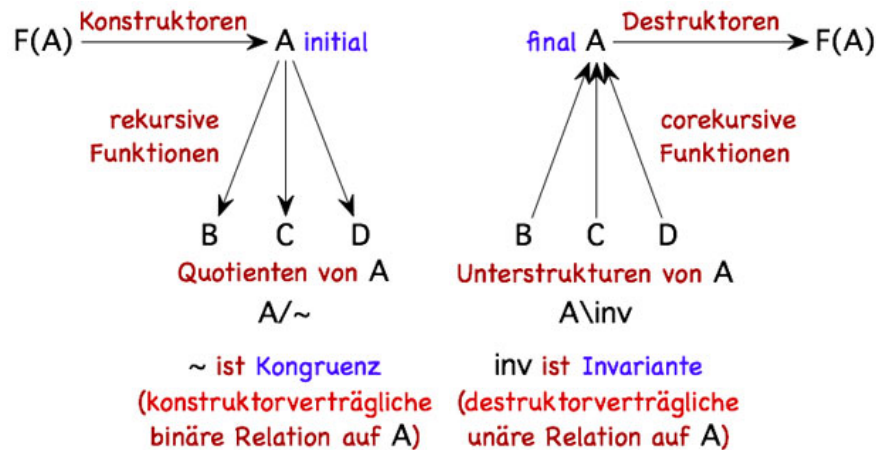 Konstruktoren
F(A) A initial
rekursive
Funktionen
B C D
Quotienten von A
A/~
~ ist Kongruenz
(konstruktorverträgliche
binäre Relation auf A)
Destruktoren
final A F(A)
corekursive
Funktionen
B C D
Unterstrukturen von A
A\inv
inv ist Invariante
(destruktorverträgliche
unäre Relation auf A)